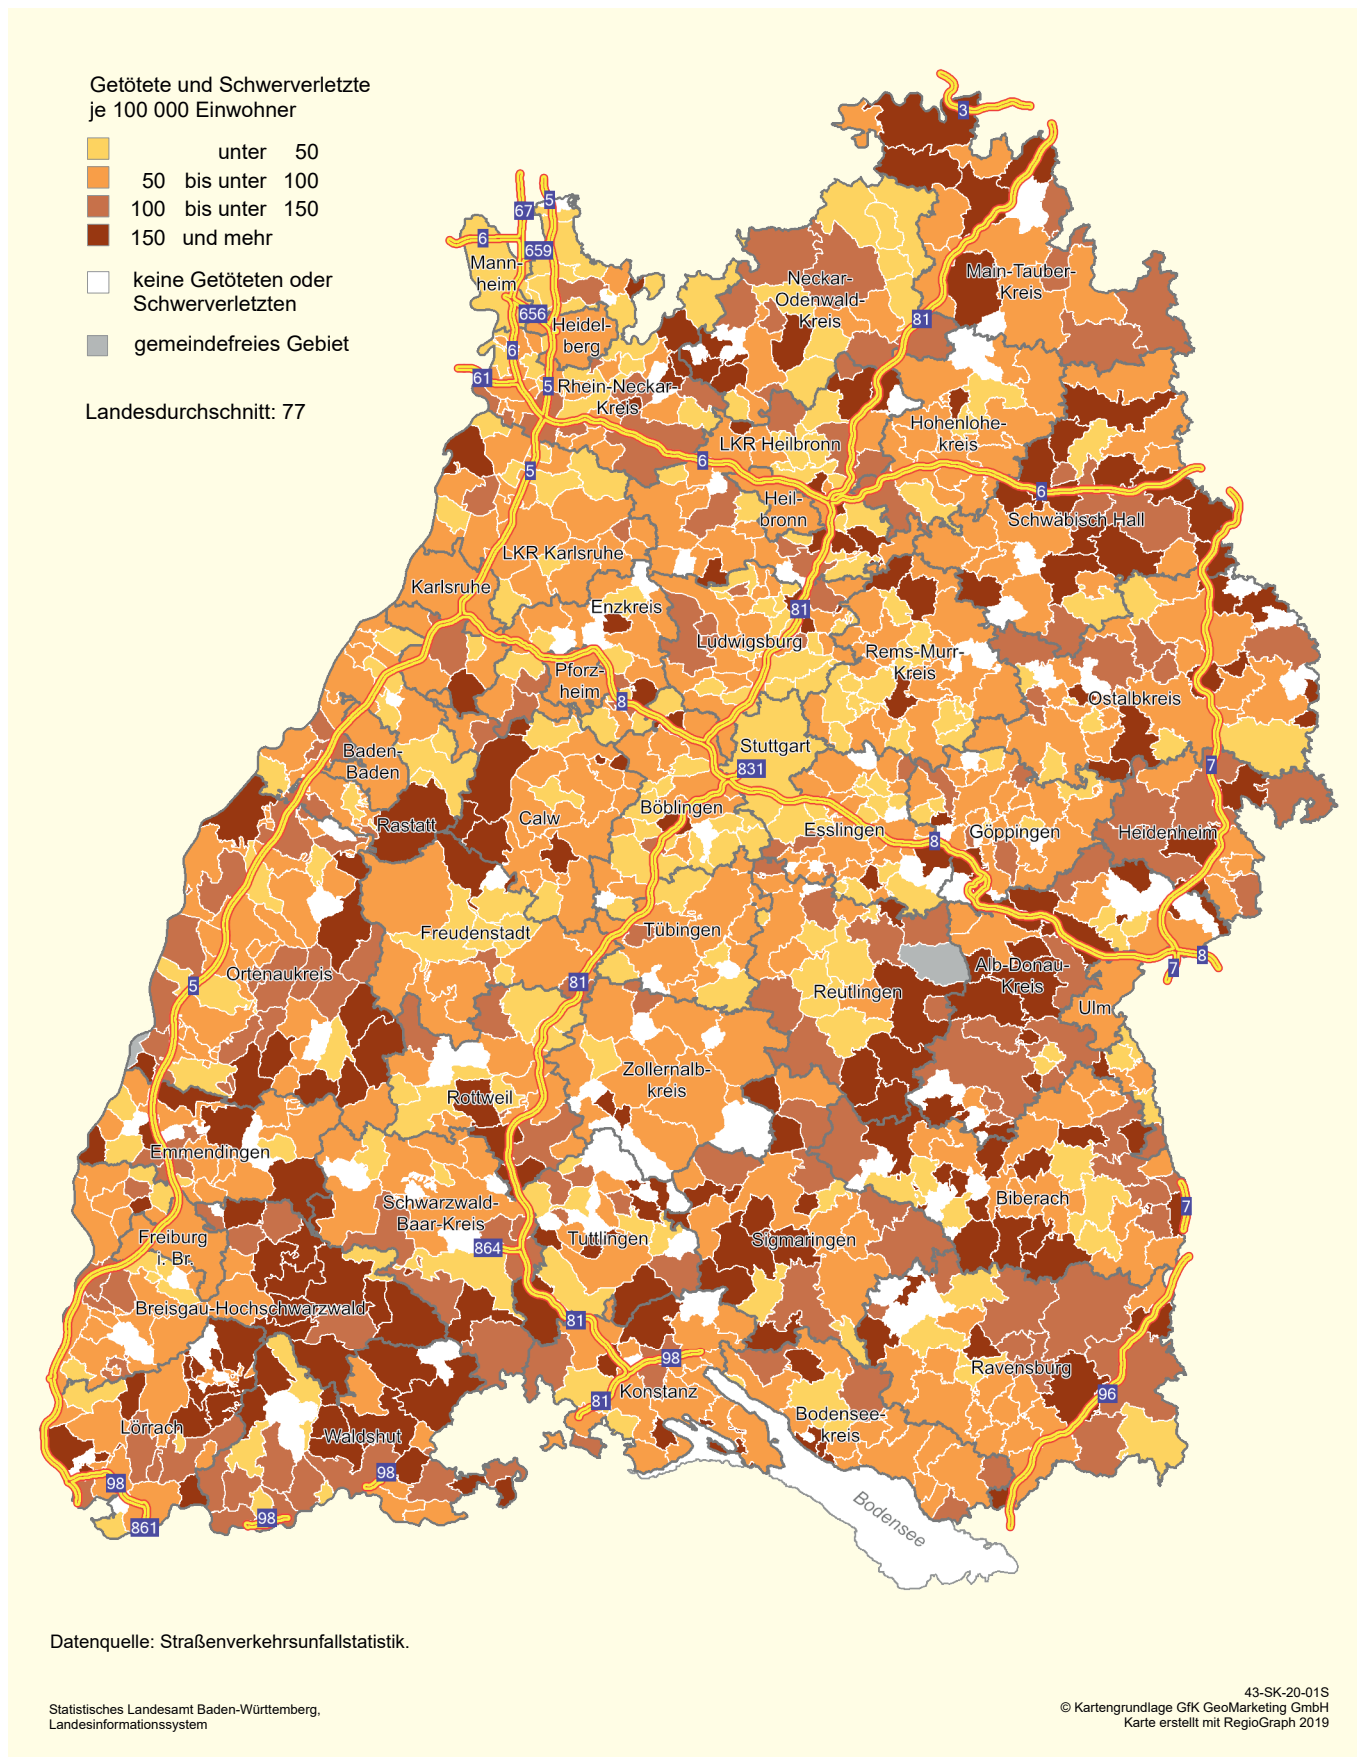 Getötete und Schwerverletzte
je 100 000 Einwohner
unter 50
50 bis unter 100
100 bis unter 150
150 und mehr
keine Getöteten oder
Schwerverletzten
gemeindefreies Gebiet
Landesdurchschnitt: 77
3
5
67
6
659
Mann-
heim
656
Heidel-
berg
6
61
5
Rhein-Neckar-
Kreis
Neckar-
Odenwald-
Kreis
Main-Tauber-
Kreis
81
LKR Heilbronn
Hohenlohe-
kreis
6
5
6
Heil-
bronn
Schwäbisch Hall
LKR Karlsruhe
Karlsruhe
Enzkreis
81
Ludwigsburg
Rems-Murr-
Kreis
Pforz-
heim
8
Ostalbkreis
Stuttgart
831
7
Baden-
Baden
Rastatt
Calw
Böblingen
Esslingen
8
Göppingen
Heidenheim
Freudenstadt
Tübingen
Ortenaukreis
5
81
Reutlingen
Alb-Donau-
Kreis
8
7
Ulm
Zollernalb-
kreis
Rottweil
Emmendingen
Schwarzwald-
Baar-Kreis
864
Tuttlingen
Sigmaringen
Biberach
7
Freiburg
i. Br.
Breisgau-Hochschwarzwald
81
98
Konstanz
81
Ravensburg
96
Bodensee-
kreis
Lörrach
Waldshut
98
98
98
861
Bodensee
Datenquelle: Straßenverkehrsunfallstatistik.
43-SK-20-01S
Statistisches Landesamt Baden-Württemberg,
Landesinformationssystem
© Kartengrundlage GfK GeoMarketing GmbH
Karte erstellt mit RegioGraph 2019